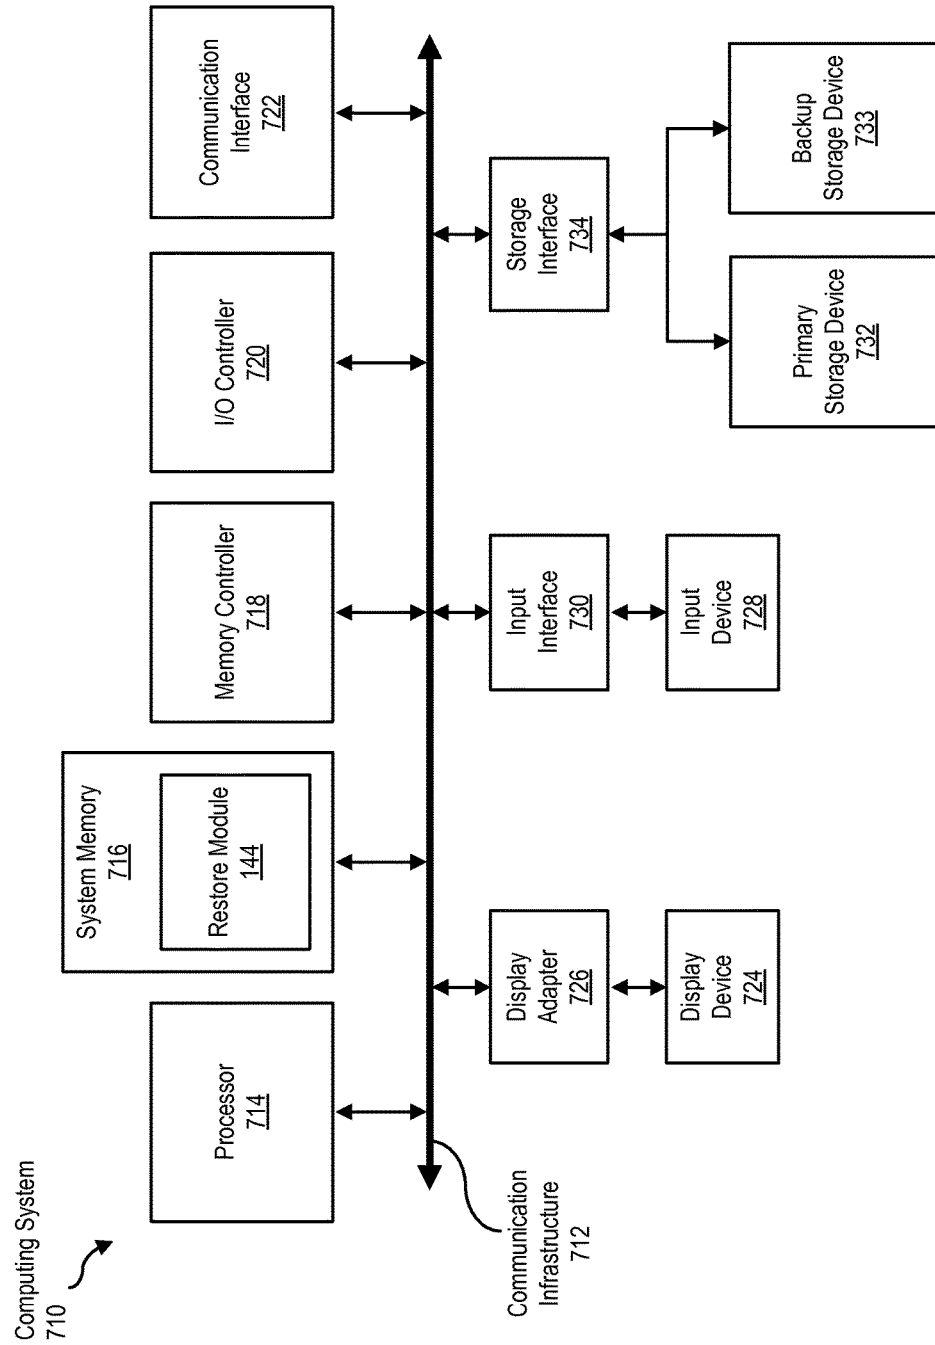 Computing System
710
Processor
714
System Memory
716
Restore Module
144
Memory Controller
718
I/O Controller
720
Communication
Interface
722
Communication
Infrastructure
712
Display
Adapter
726
Input
Interface
730
Storage
Interface
734
Display
Device
724
Input
Device
728
Primary
Storage Device
732
Backup
Storage Device
733